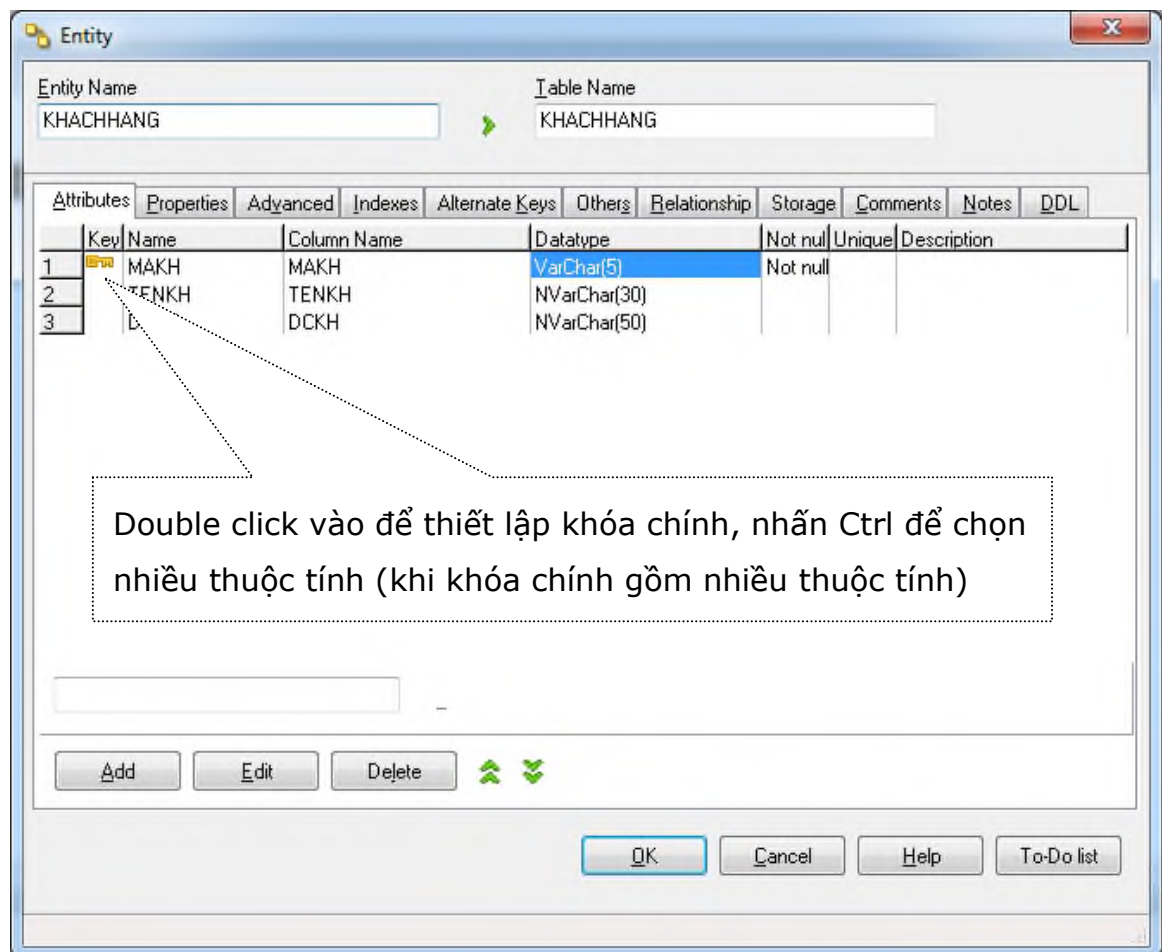 Entity
Entity Name Table Name
KHACHHANG KHACHHANG
Attributes Properties Advanced Indexes Alternate Keys Others Relationship Storage Comments Notes DDL
Key Name Column Name Datatype Not nul Unique Description
1 MAKH MAKH VarChar(5) Not null
2 TENKH TENKH NVarChar(30)
3 D DCKH NVarChar(50)
Double click vào để thiết lập khóa chính, nhấn Ctrl để chọn
nhiều thuộc tính (khi khóa chính gồm nhiều thuộc tính)
Add Edit Delete
OK Cancel Help To-Do list